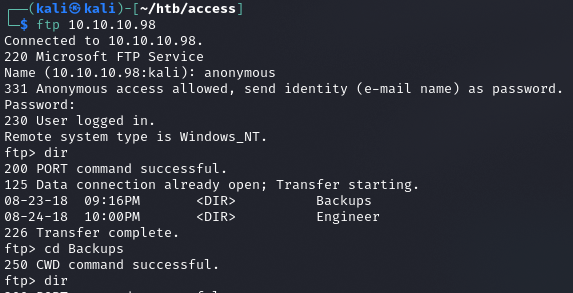 ┌──(kali㉿kali)-[~/htb/access]
└─$ ftp 10.10.10.98
Connected to 10.10.10.98.
220 Microsoft FTP Service
Name (10.10.10.98:kali): anonymous
331 Anonymous access allowed, send identity (e-mail name) as password.
Password:
230 User logged in.
Remote system type is Windows_NT.
ftp> dir
200 PORT command successful.
125 Data connection already open; Transfer starting.
08-23-18  09:16PM       <DIR>          Backups
08-24-18  10:00PM       <DIR>          Engineer
226 Transfer complete.
ftp> cd Backups
250 CWD command successful.
ftp> dir